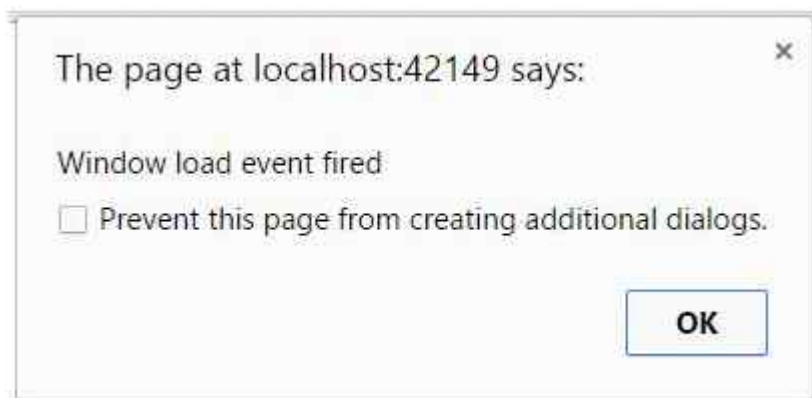 The page at localhost:42149 says:
Window load event fired
Prevent this page from creating additional dialogs.
OK